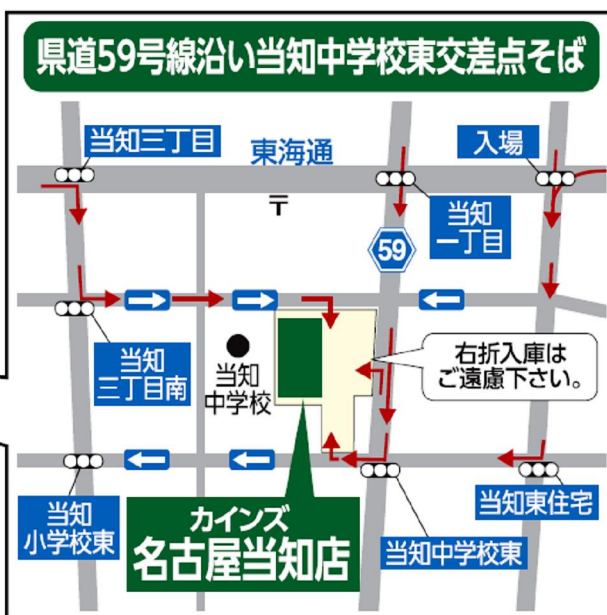 県道59号線沿い当知中学校東交差点そば
当知三丁目
東海通
入場
〒
当知
一丁目
59
当知
三丁目南
当知
中学校
右折入庫は
ご遠慮下さい。
当知
小学校東
カインズ
名古屋当知店
当知中学校東
当知東住宅